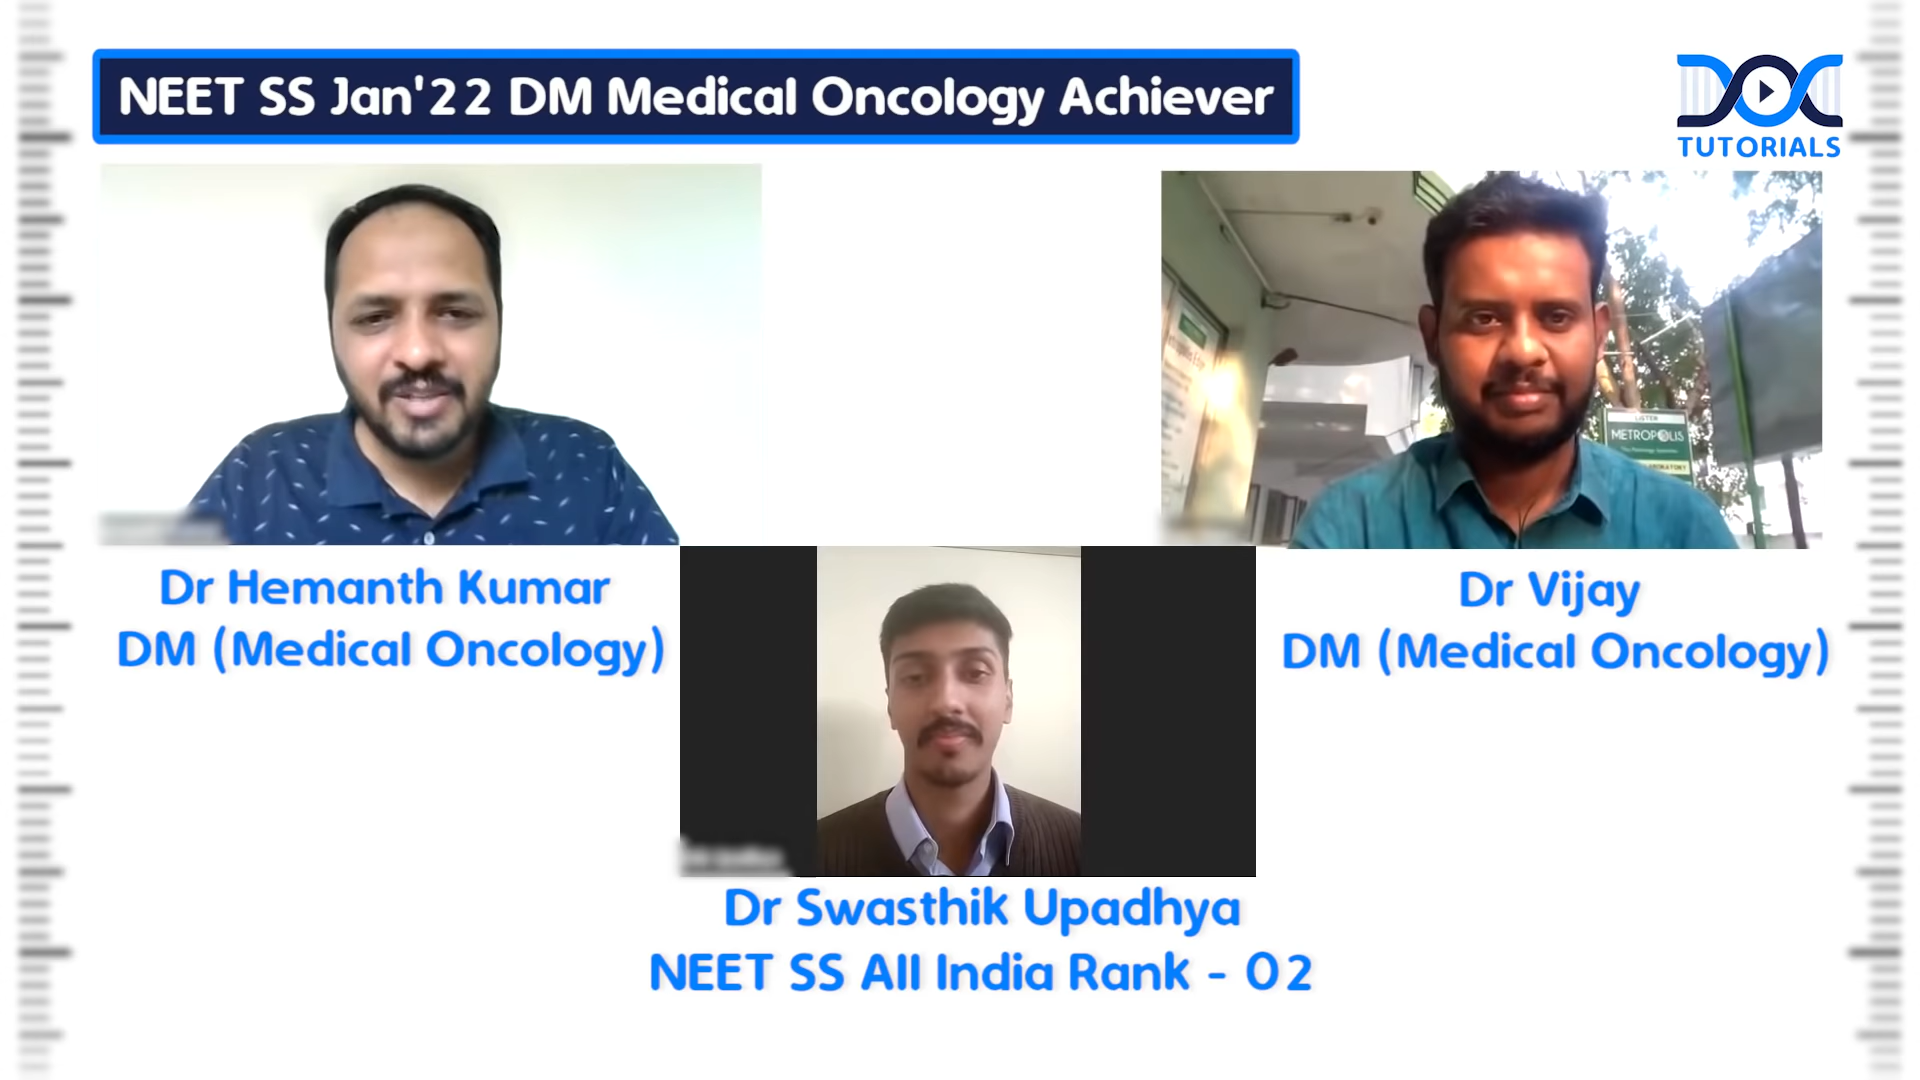 NEET SS Jan'22 DM Medical Oncology Achiever
DOC
TUTORIALS
METROPOLIS
Dr Hemanth Kumar
DM (Medical Oncology)
Dr Vijay
DM (Medical Oncology)
Dr Swasthik Upadhya
NEET SS All India Rank - 02